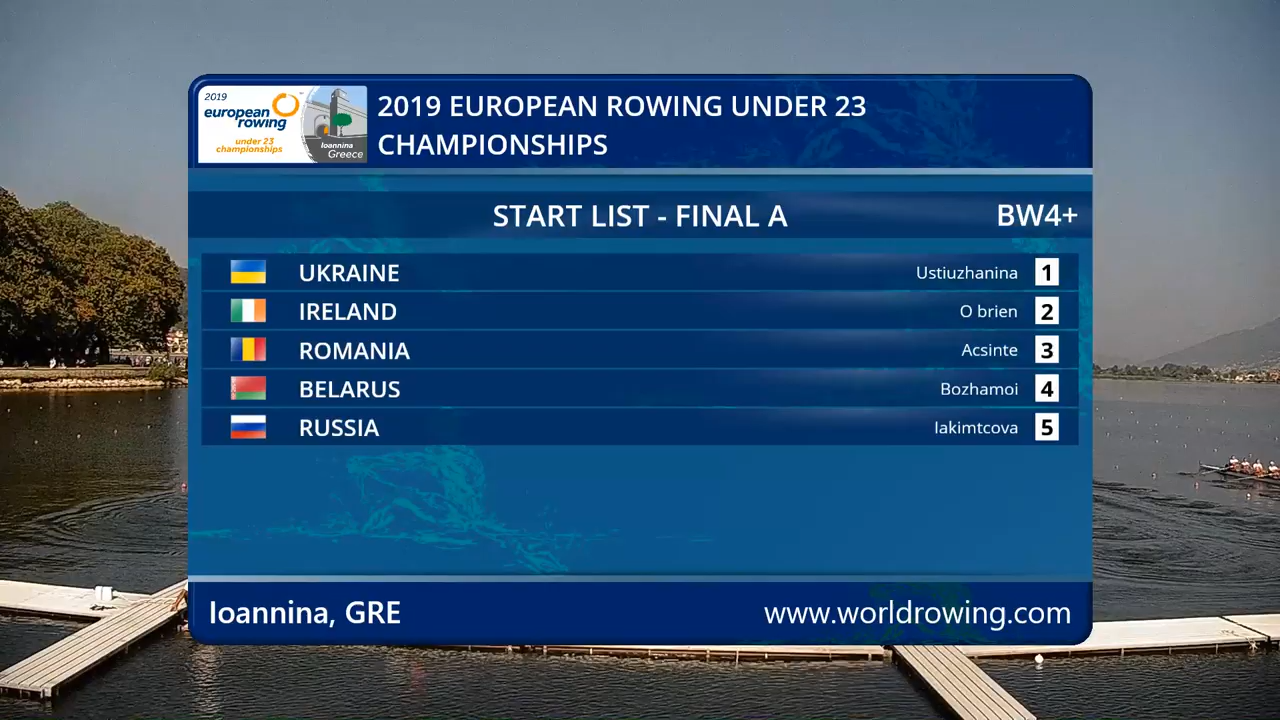 2019
european
rowing
under 23
championships
Ioannina
Greece
2019 EUROPEAN ROWING UNDER 23
CHAMPIONSHIPS
START LIST - FINAL A BW4+
UKRAINE Ustiuzhanina 1
IRELAND O brien 2
ROMANIA Acsinte 3
BELARUS Bozhamoi 4
RUSSIA Iakimtcova 5
Ioannina, GRE www.worldrowing.com